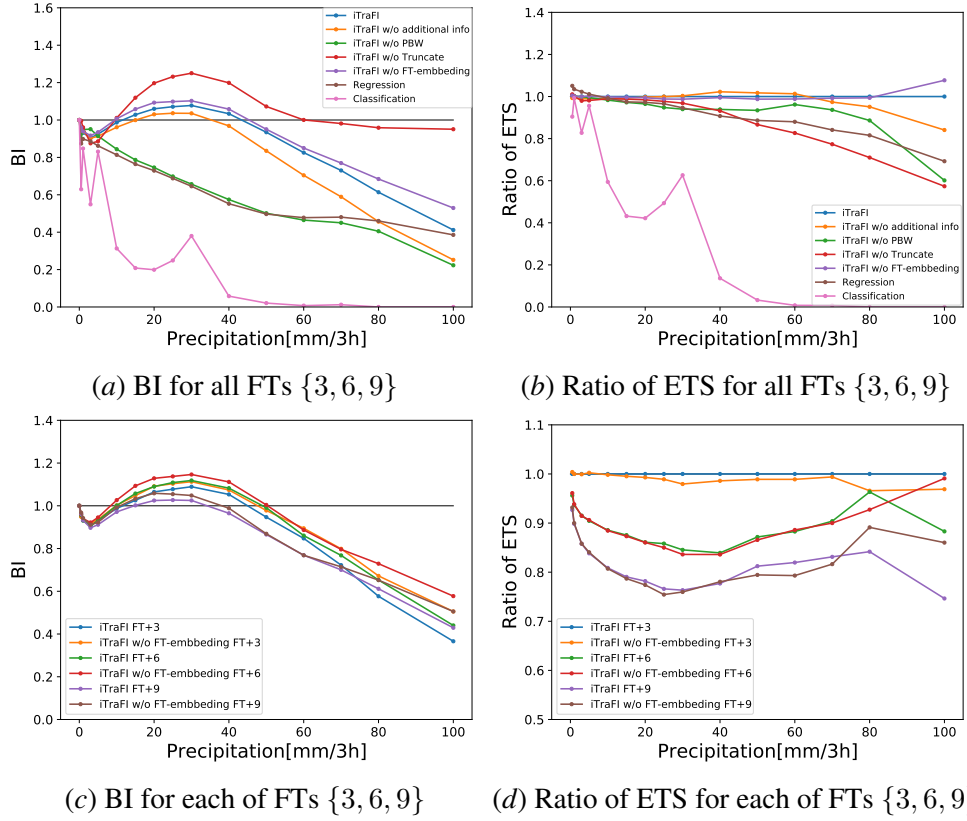 1.6
1.4
1.2
1.0
0.8
0.6
0.4
0.2
0.0
BI
iTraFI
iTraFI w/o additional info
iTraFI w/o PBW
iTraFI w/o Truncate
iTraFI w/o FT-embbeding
Regression
Classification
0 20 40 60 80 100
Precipitation[mm/3h]
(a) BI for all FTs {3, 6, 9}
1.4
1.2
1.0
0.8
0.6
0.4
0.2
0.0
Ratio of ETS
iTraFI
iTraFI w/o additional info
iTraFI w/o PBW
iTraFI w/o Truncate
iTraFI w/o FT-embbeding
Regression
Classification
0 20 40 60 80 100
Precipitation[mm/3h]
(b) Ratio of ETS for all FTs {3, 6, 9}
1.4
1.2
1.0
0.8
0.6
0.4
0.2
0.0
BI
iTraFI FT+3
iTraFI w/o FT-embbeding FT+3
iTraFI FT+6
iTraFI w/o FT-embbeding FT+6
iTraFI FT+9
iTraFI w/o FT-embbeding FT+9
0 20 40 60 80 100
Precipitation[mm/3h]
(c) BI for each of FTs {3, 6, 9}
1.1
1.0
0.9
0.8
0.7
0.6
0.5
Ratio of ETS
iTraFI FT+3
iTraFI w/o FT-embbeding FT+3
iTraFI FT+6
iTraFI w/o FT-embbeding FT+6
iTraFI FT+9
iTraFI w/o FT-embbeding FT+9
0 20 40 60 80 100
Precipitation[mm/3h]
(d) Ratio of ETS for each of FTs {3, 6, 9